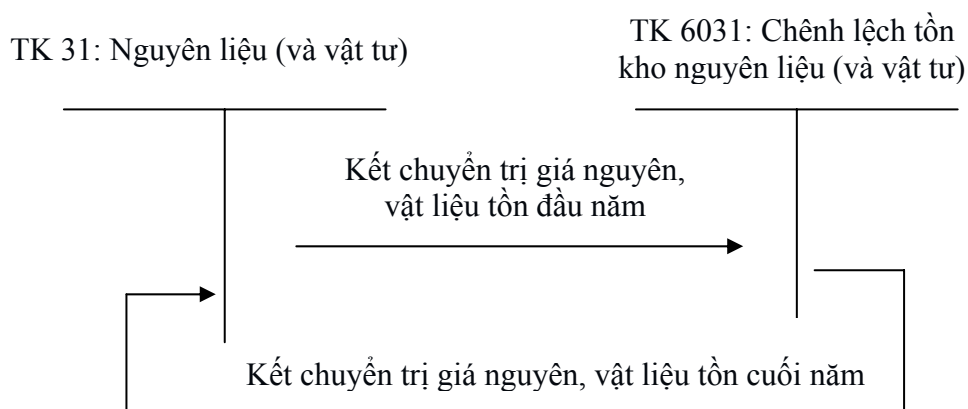 TK 31: Nguyên liệu (và vật tư)
TK 6031: Chênh lệch tồn
kho nguyên liệu (và vật tư)
Kết chuyển trị giá nguyên,
vật liệu tồn đầu năm
Kết chuyển trị giá nguyên, vật liệu tồn cuối năm